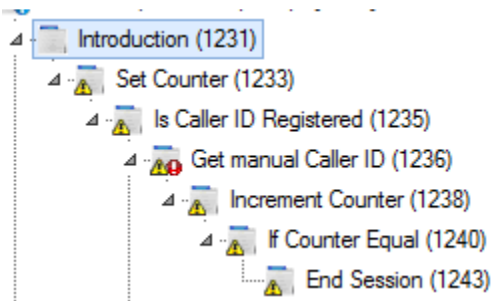 Introduction (1231)
Set Counter (1233)
Is Caller ID Registered (1235)
Get manual Caller ID (1236)
Increment Counter (1238)
If Counter Equal (1240)
End Session (1243)